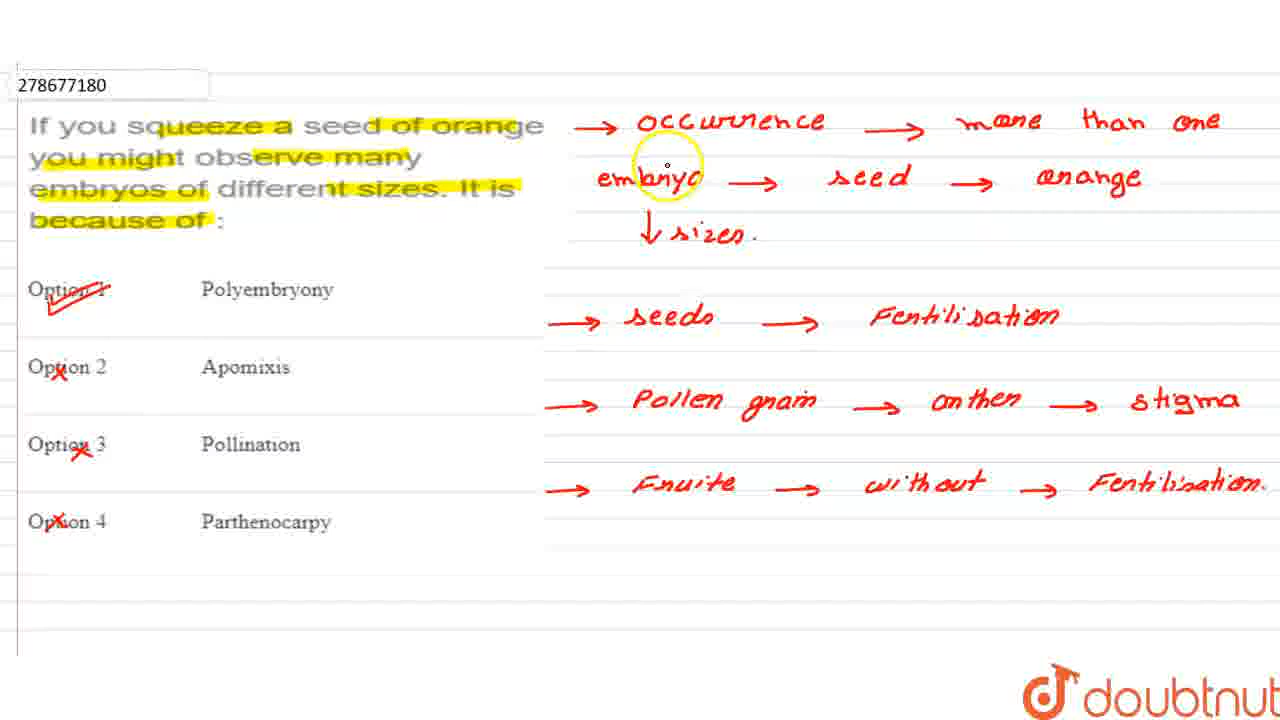 278677180
If you squeeze a seed of orange
you might observe many
embryos of different sizes. It is
because of :
Option 1 Polyembryony
Option 2 Apomixis
Option 3 Pollination
Option 4 Parthenocarpy
→ occurrence → more than one
embryo → seed → orange
↓ sizes.
→ seeds → Fertilisation
→ Pollen grain → anther → stigma
→ Fruite → without → Fertilisation.
doubtnut